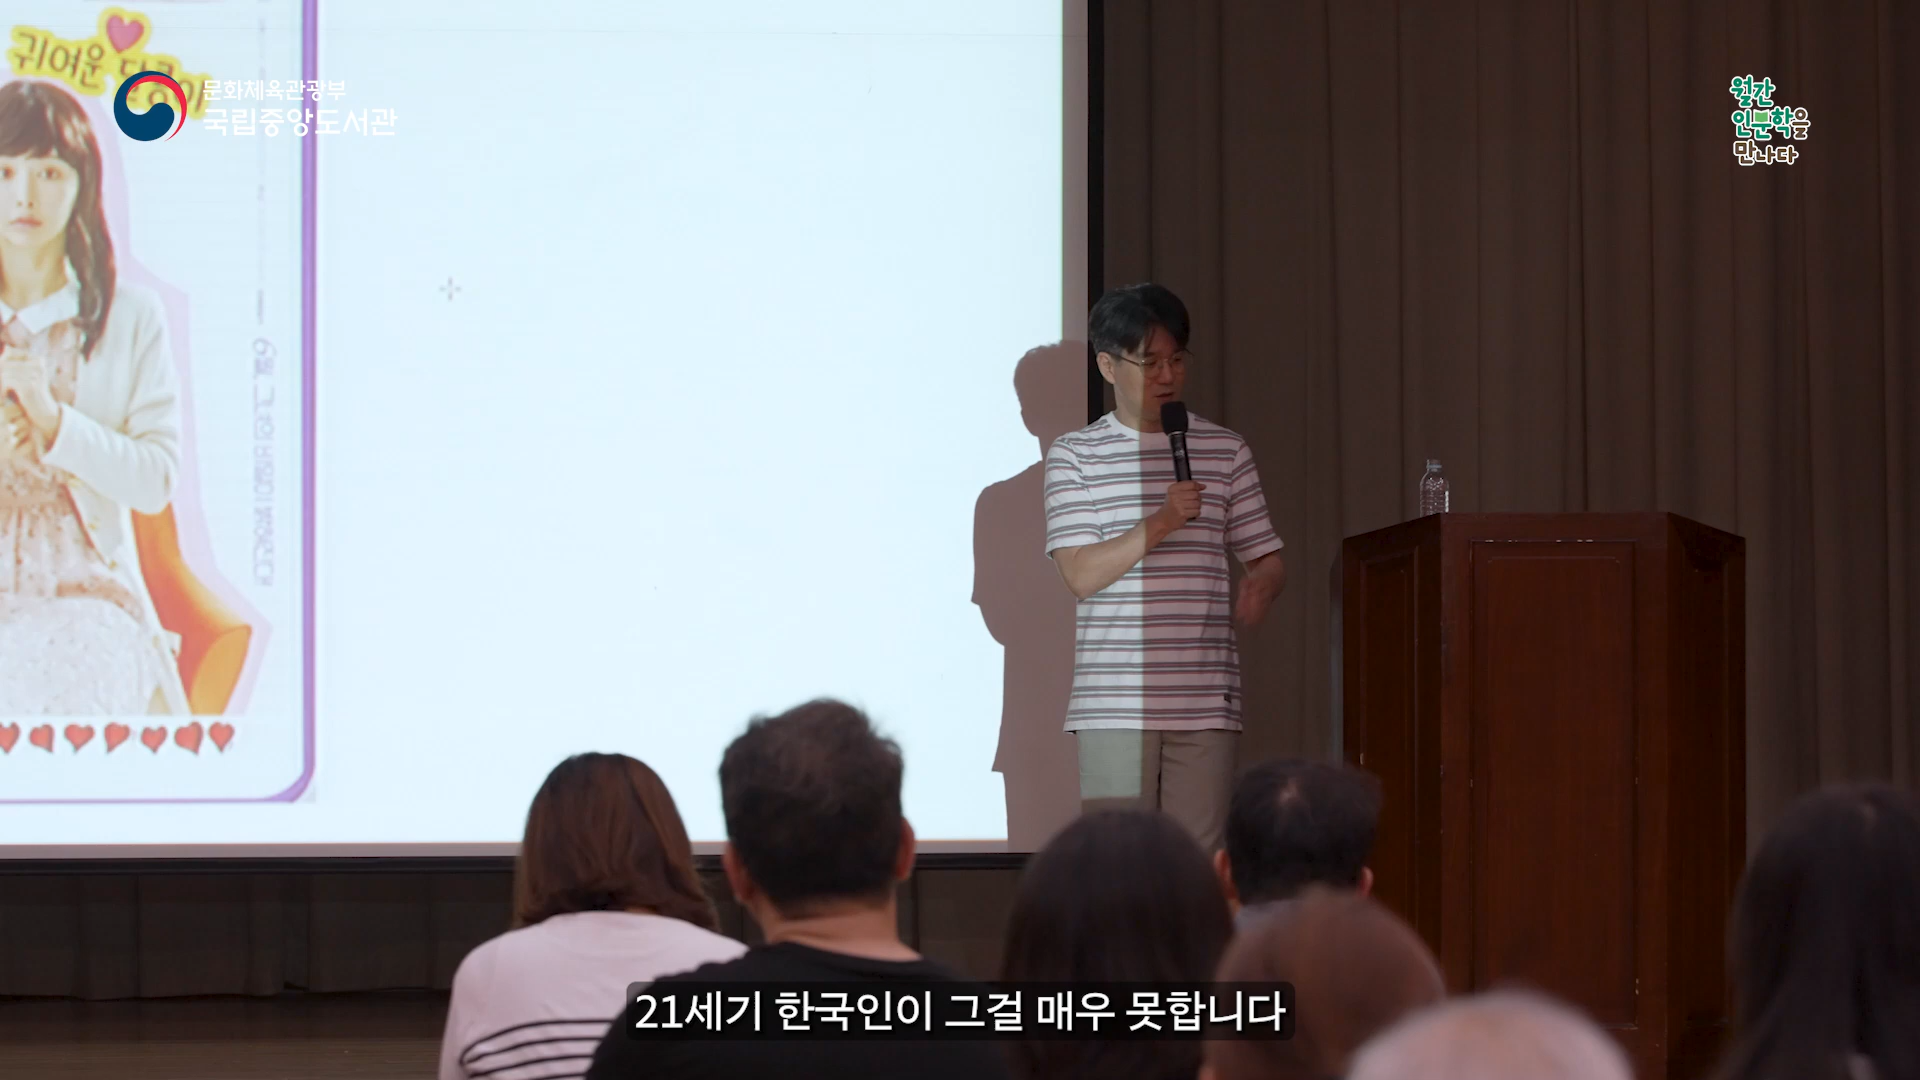 귀여운
문화체육관광부
국립중앙도서관
월간
인문학을
만나다
21세기 한국인이 그걸 매우 못합니다